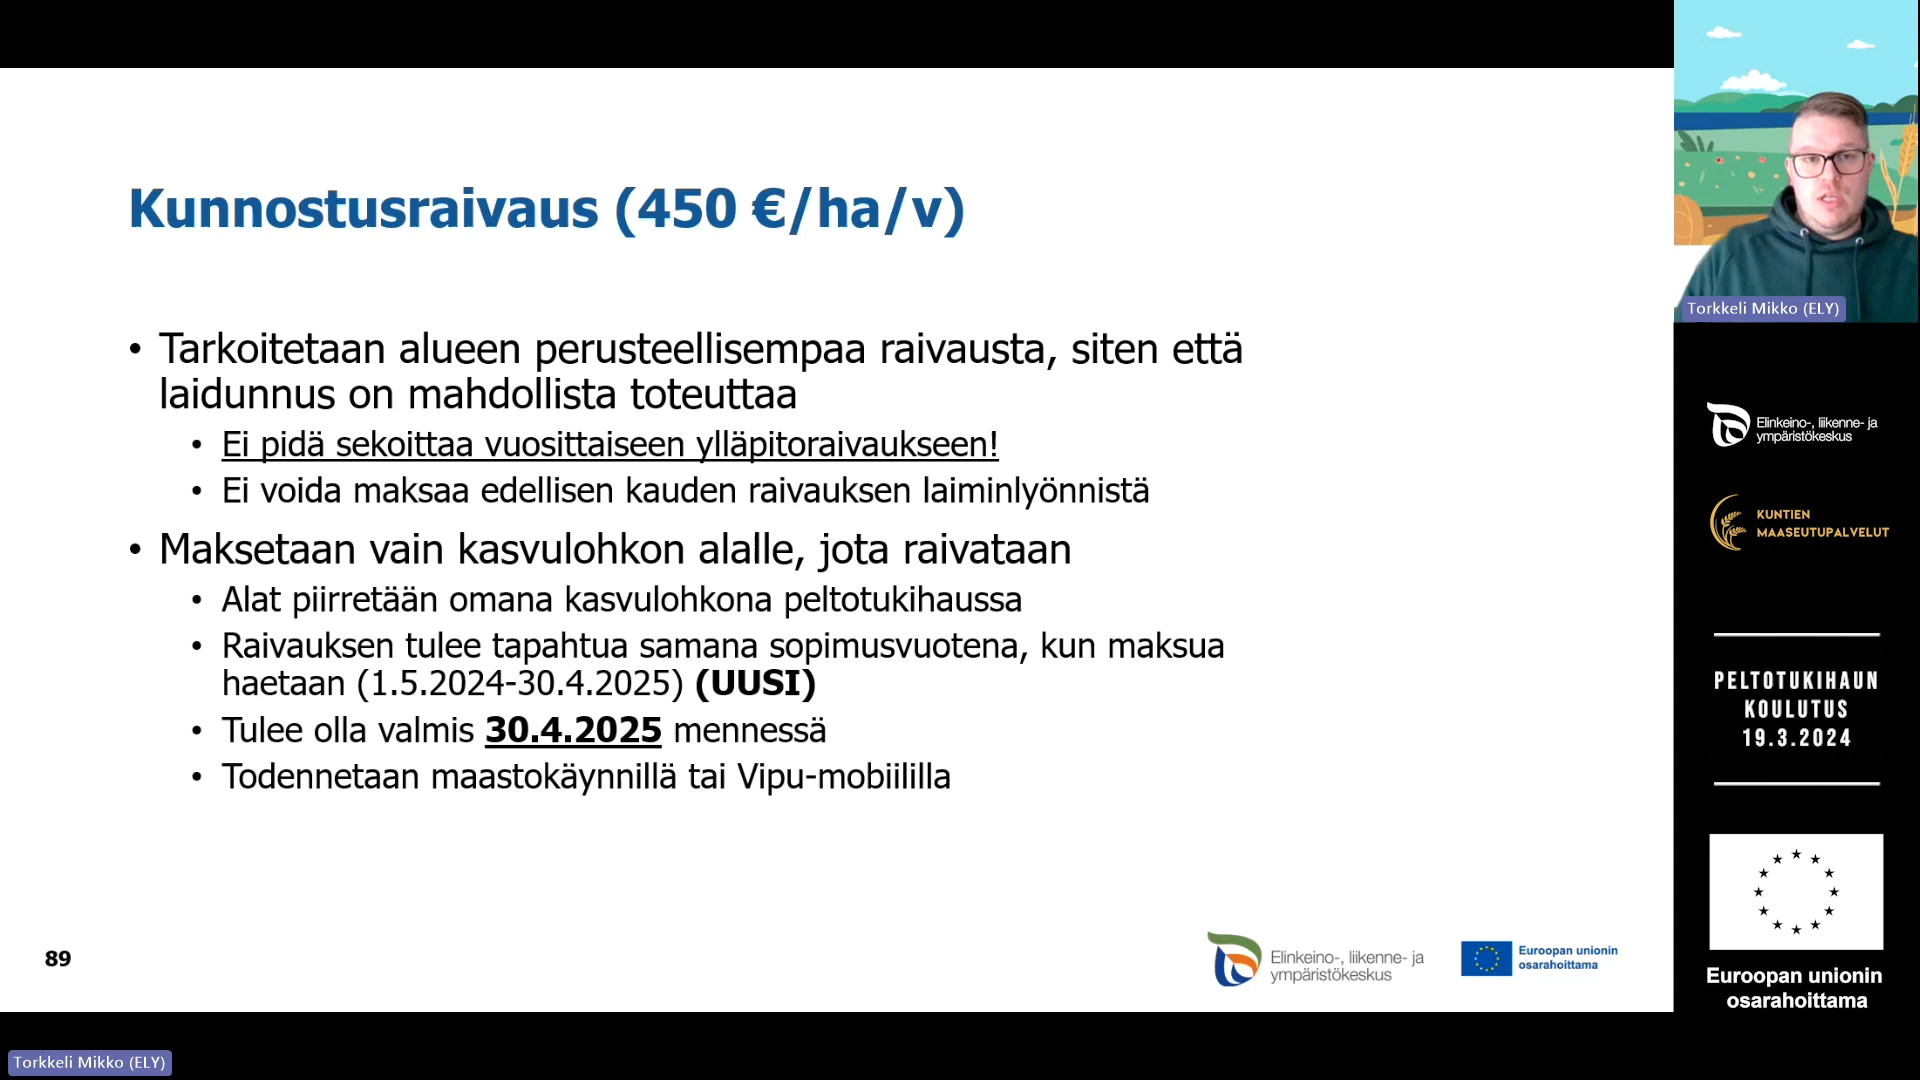 Kunnostusraivaus (450 €/ha/v)
• Tarkoitetaan alueen perusteellisempaa raivausta, siten että
laidunnus on mahdollista toteuttaa
• Ei pidä sekoittaa vuosittaiseen ylläpitoraivaukseen!
• Ei voida maksaa edellisen kauden raivauksen laiminlyönnistä
• Maksetaan vain kasvulohkon alalle, jota raivataan
• Alat piirretään omana kasvulohkona peltotukihaussa
• Raivauksen tulee tapahtua samana sopimusvuotena, kun maksua
haetaan (1.5.2024-30.4.2025) (UUSI)
• Tulee olla valmis 30.4.2025 mennessä
• Todennetaan maastokäynnillä tai Vipu-mobiililla
89
Elinkeino-, liikenne- ja
ympäristökeskus
Euroopan unionin
osarahoittama
Torkkeli Mikko (ELY)
Elinkeino-, liikenne- ja
ympäristökeskus
KUNTIEN
MAASEUTUPALVELUT
PELTOTUKIHAUN
KOULUTUS
19.3.2024
Euroopan unionin
osarahoittama
Torkkeli Mikko (ELY)